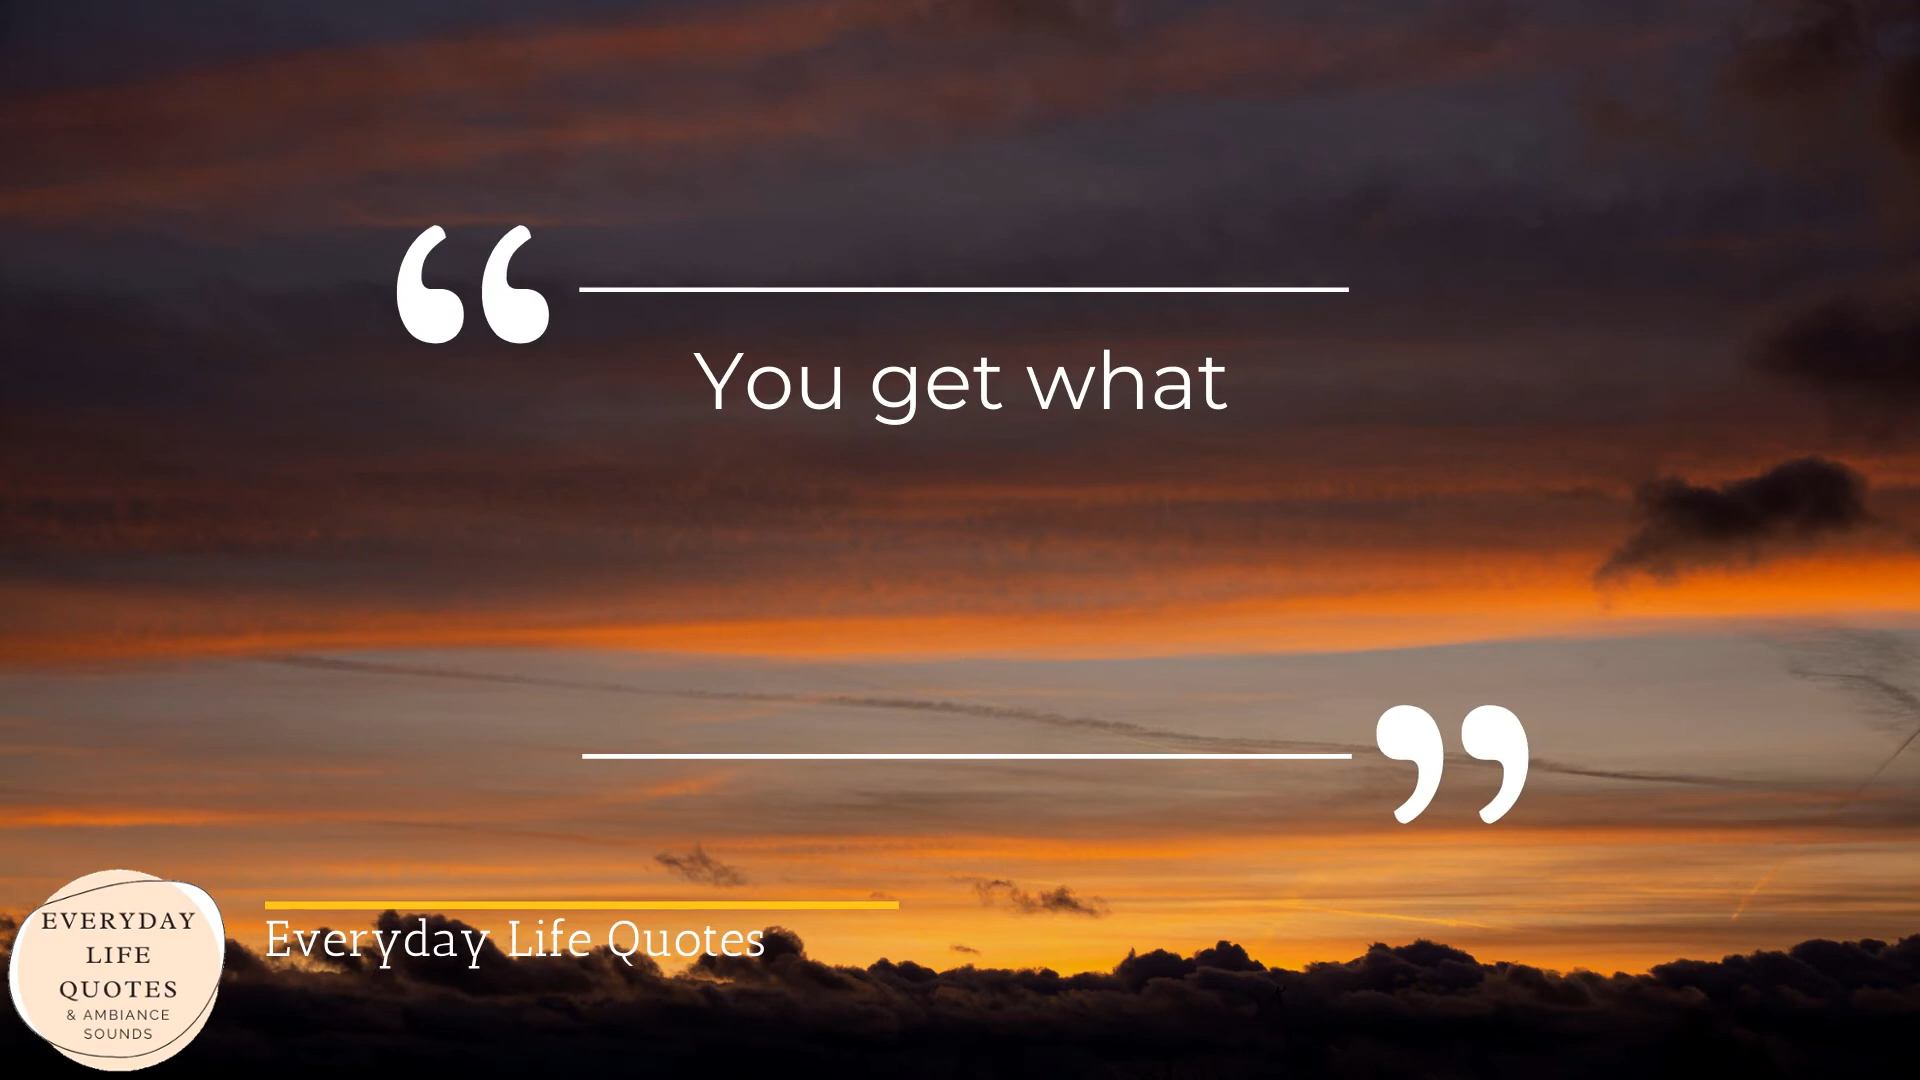 “
You get what
”
Everyday Life Quotes
EVERYDAY
LIFE
QUOTES
& AMBIANCE
SOUNDS